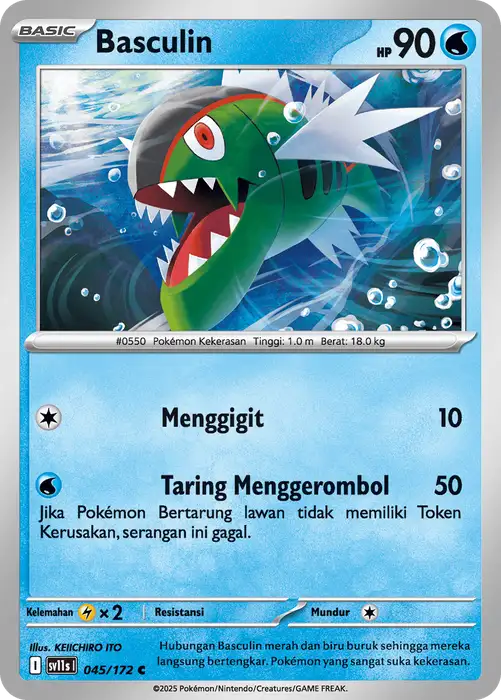 BASIC
Basculin
HP 90
#0550 Pokémon Kekerasan Tinggi: 1.0 m Berat: 18.0 kg
Menggigit 10
Taring Menggerombol 50
Jika Pokémon Bertarung lawan tidak memiliki Token
Kerusakan, serangan ini gagal.
Kelemahan ×2 Resistansi Mundur
Illus. KEIICHIRO ITO
I sv11s I 045/172 C
Hubungan Basculin merah dan biru buruk sehingga mereka
langsung bertengkar. Pokémon yang sangat suka kekerasan.
©2025 Pokémon/Nintendo/Creatures/GAME FREAK.